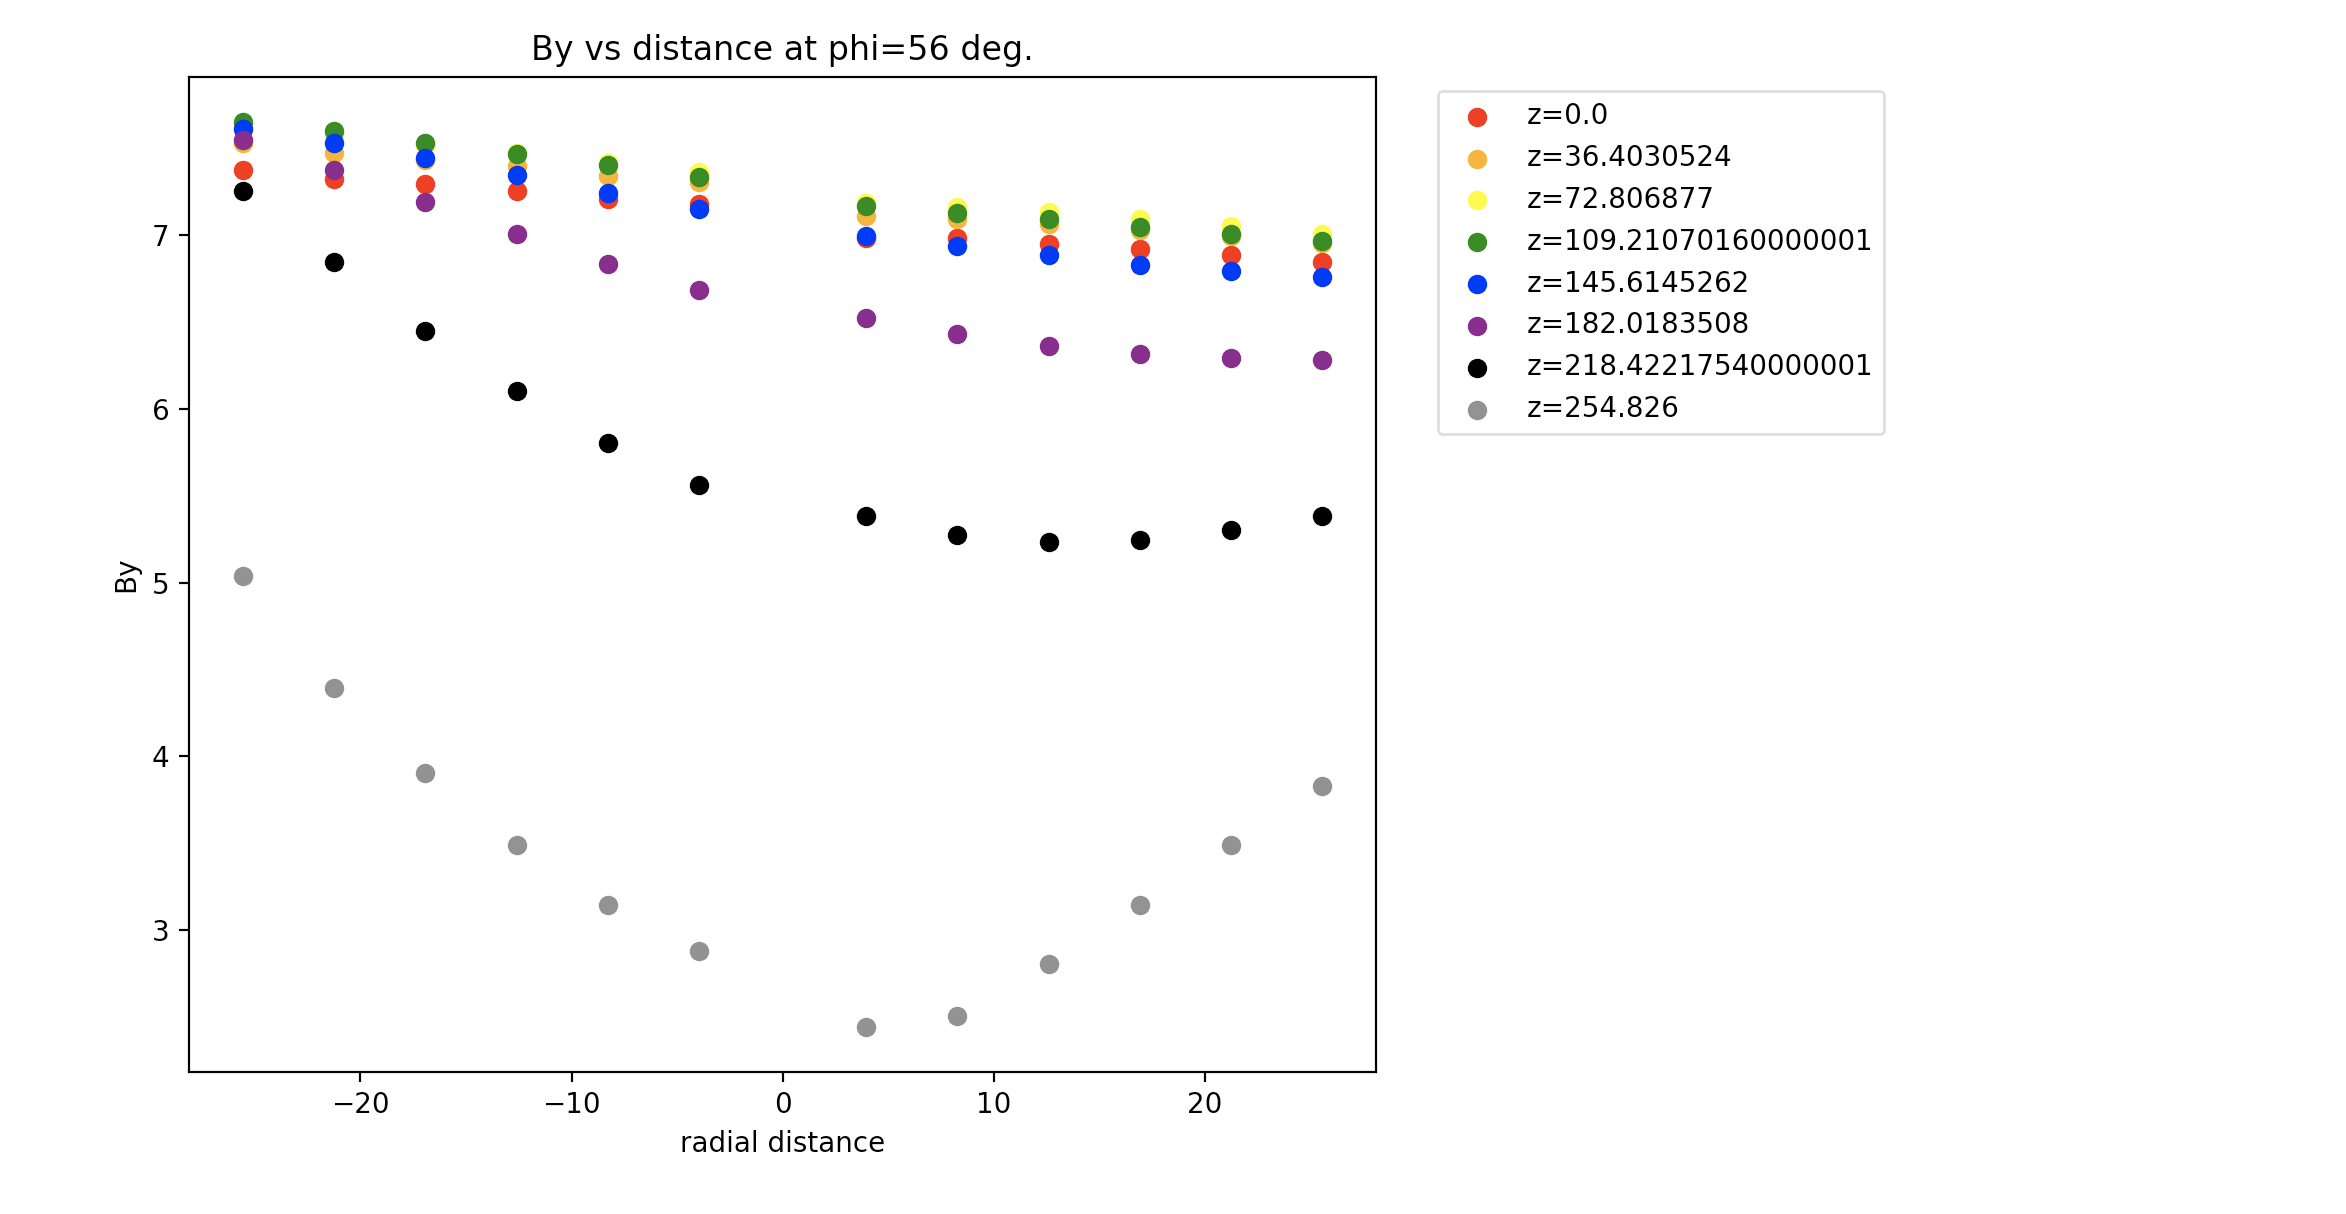 By vs distance at phi=56 deg.
z=0.0
z=36.4030524
z=72.806877
z=109.21070160000001
z=145.6145262
z=182.0183508
z=218.42217540000001
z=254.826
By
7
6
5
4
3
−20 −10 0 10 20
radial distance